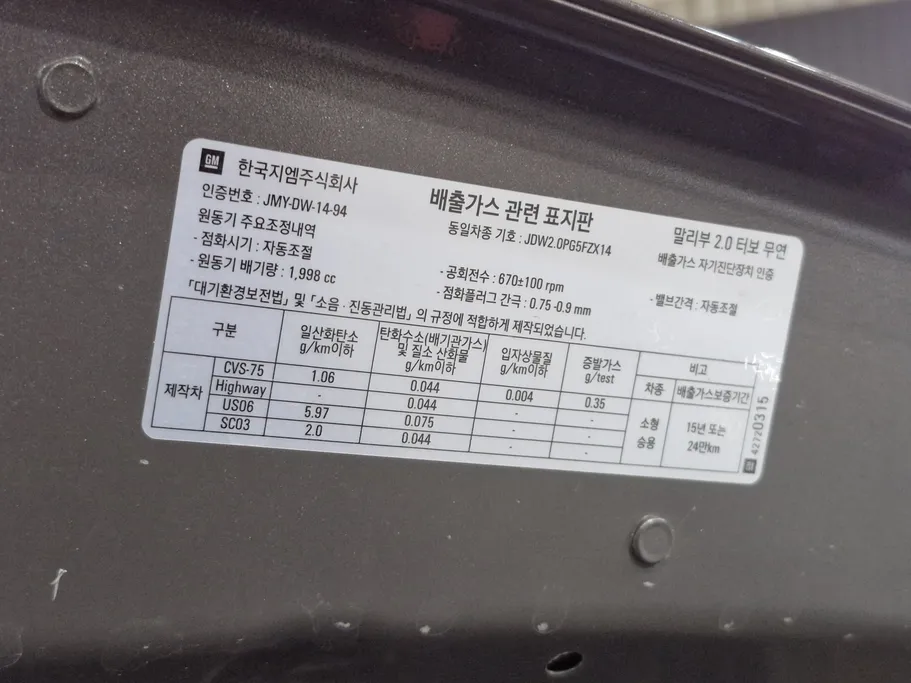 GM 한국지엠주식회사
배출가스 관련 표지판
말리부 2.0 터보 무연
인증번호 : JMY-DW-14-94
동일차종 기호 : JDW2.0PG5FZX14
배출가스 자기진단장치 인증
원동기 주요조정내역
- 점화시기 : 자동조절
- 공회전수 : 670±100 rpm
- 밸브간격 : 자동조절
- 원동기 배기량 : 1,998 cc
- 점화플러그 간극 : 0.75 -0.9 mm
「대기환경보전법」 및 「소음 · 진동관리법」 의 규정에 적합하게 제작되었습니다.
구분 일산화탄소 g/km이하 탄화수소(배기관가스) 및 질소 산화물 g/km이하 입자상물질 g/km이하 증발가스 g/test 비고
차종 배출가스보증기간
제작차
CVS-75 1.06 0.044 0.004 0.35
Highway - 0.044 - -
US06 5.97 0.075 - -
SC03 2.0 0.044 - -
소형 승용
15년 또는 24만km
GM 42720315